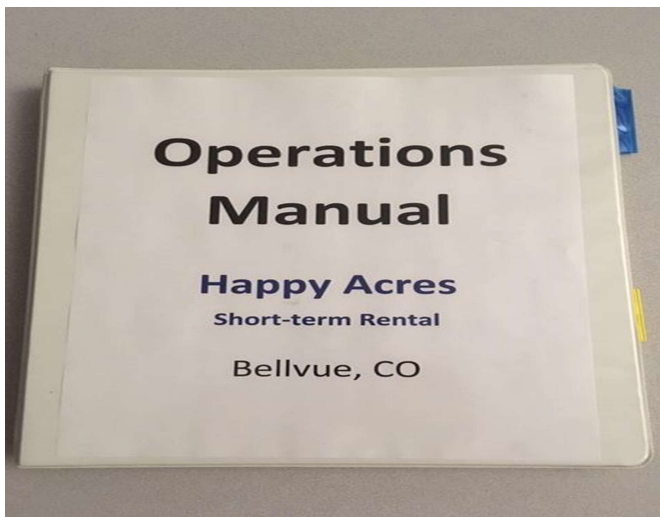 Operations
Manual
Happy Acres
Short-term Rental
Bellvue, CO